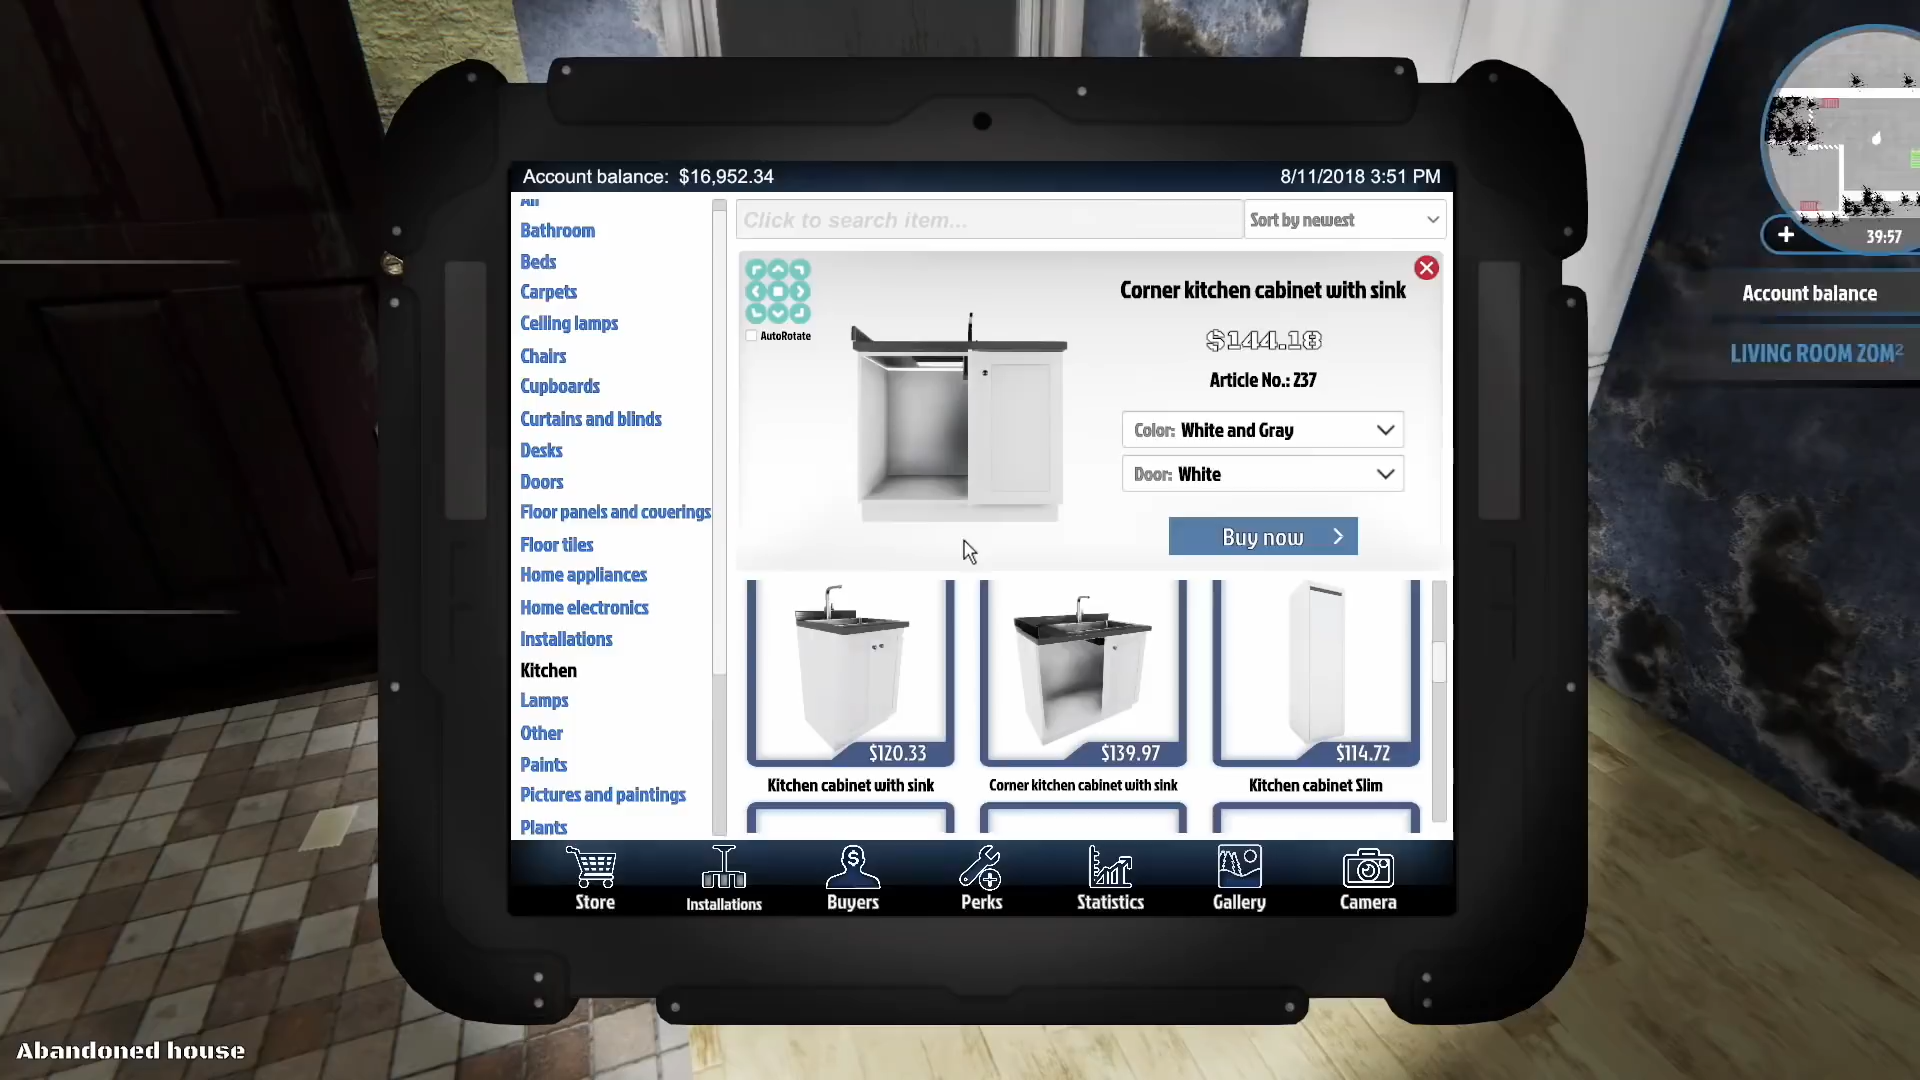 Account balance: $16,952.34
8/11/2018 3:51 PM
All
Bathroom
Beds
Carpets
Ceiling lamps
Chairs
Cupboards
Curtains and blinds
Desks
Doors
Floor panels and coverings
Floor tiles
Home appliances
Home electronics
Installations
Kitchen
Lamps
Other
Paints
Pictures and paintings
Plants
Click to search item...
Sort by newest
AutoRotate
Corner kitchen cabinet with sink
$144.18
Article No.: 237
Color: White and Gray
Door: White
Buy now
$120.33
Kitchen cabinet with sink
$139.97
Corner kitchen cabinet with sink
$114.72
Kitchen cabinet Slim
Store
Installations
Buyers
Perks
Statistics
Gallery
Camera
39:57
Account balance
LIVING ROOM 20M²
Abandoned house